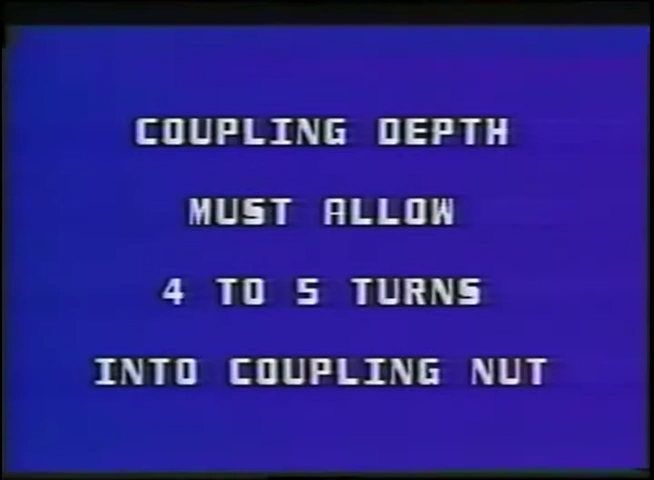 COUPLING DEPTH
MUST ALLOW
4 TO 5 TURNS
INTO COUPLING NUT